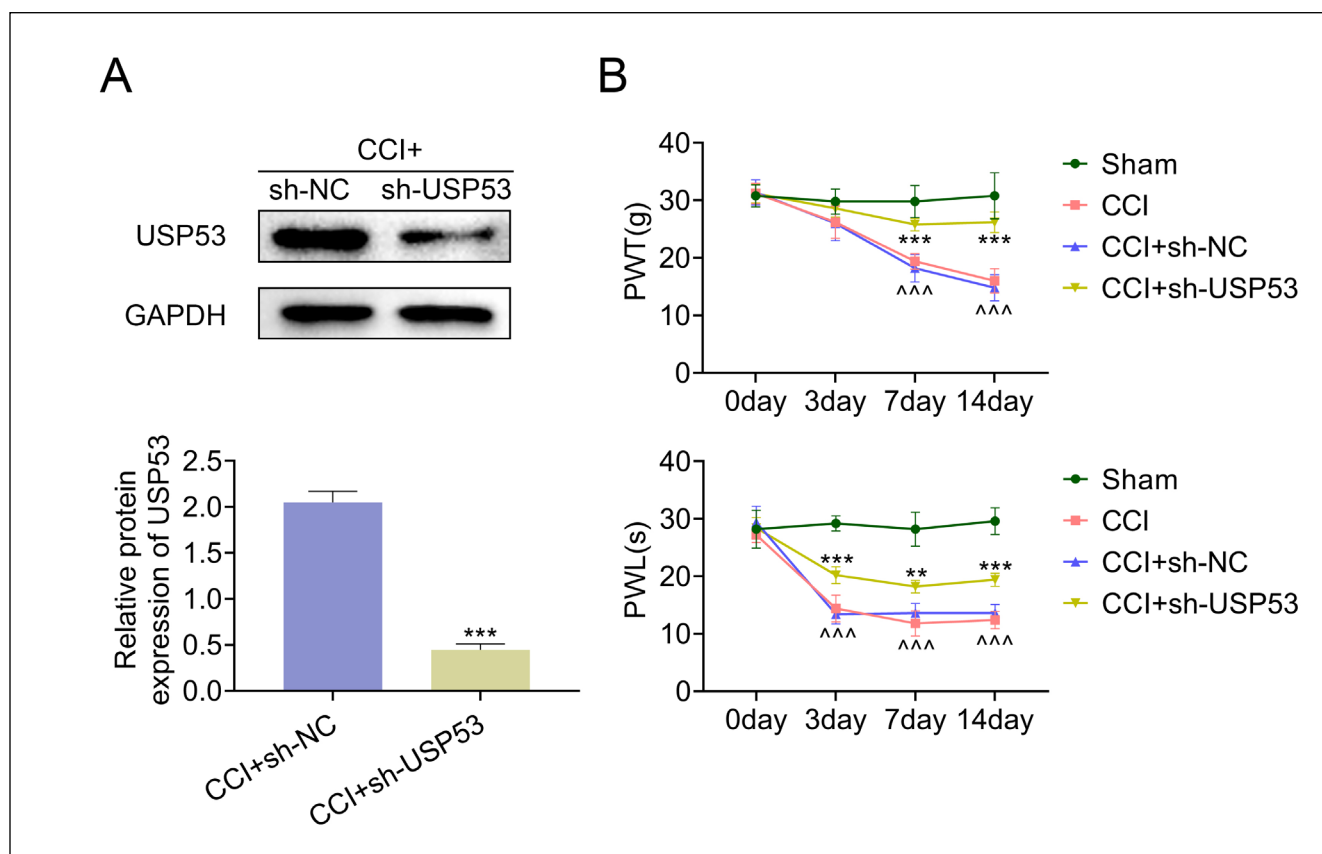 A
CCI+
sh-NC sh-USP53
USP53
GAPDH
Relative protein
expression of USP53
2.5
2.0
1.5
1.0
0.5
0.0
***
CCI+sh-NC
CCI+sh-USP53
B
PWT(g)
40
30
20
10
0
*** ***
^^^ ^^^
0day 3day 7day 14day
Sham
CCI
CCI+sh-NC
CCI+sh-USP53
PWL(s)
40
30
20
10
0
*** ** ***
^^^ ^^^ ^^^
0day 3day 7day 14day
Sham
CCI
CCI+sh-NC
CCI+sh-USP53